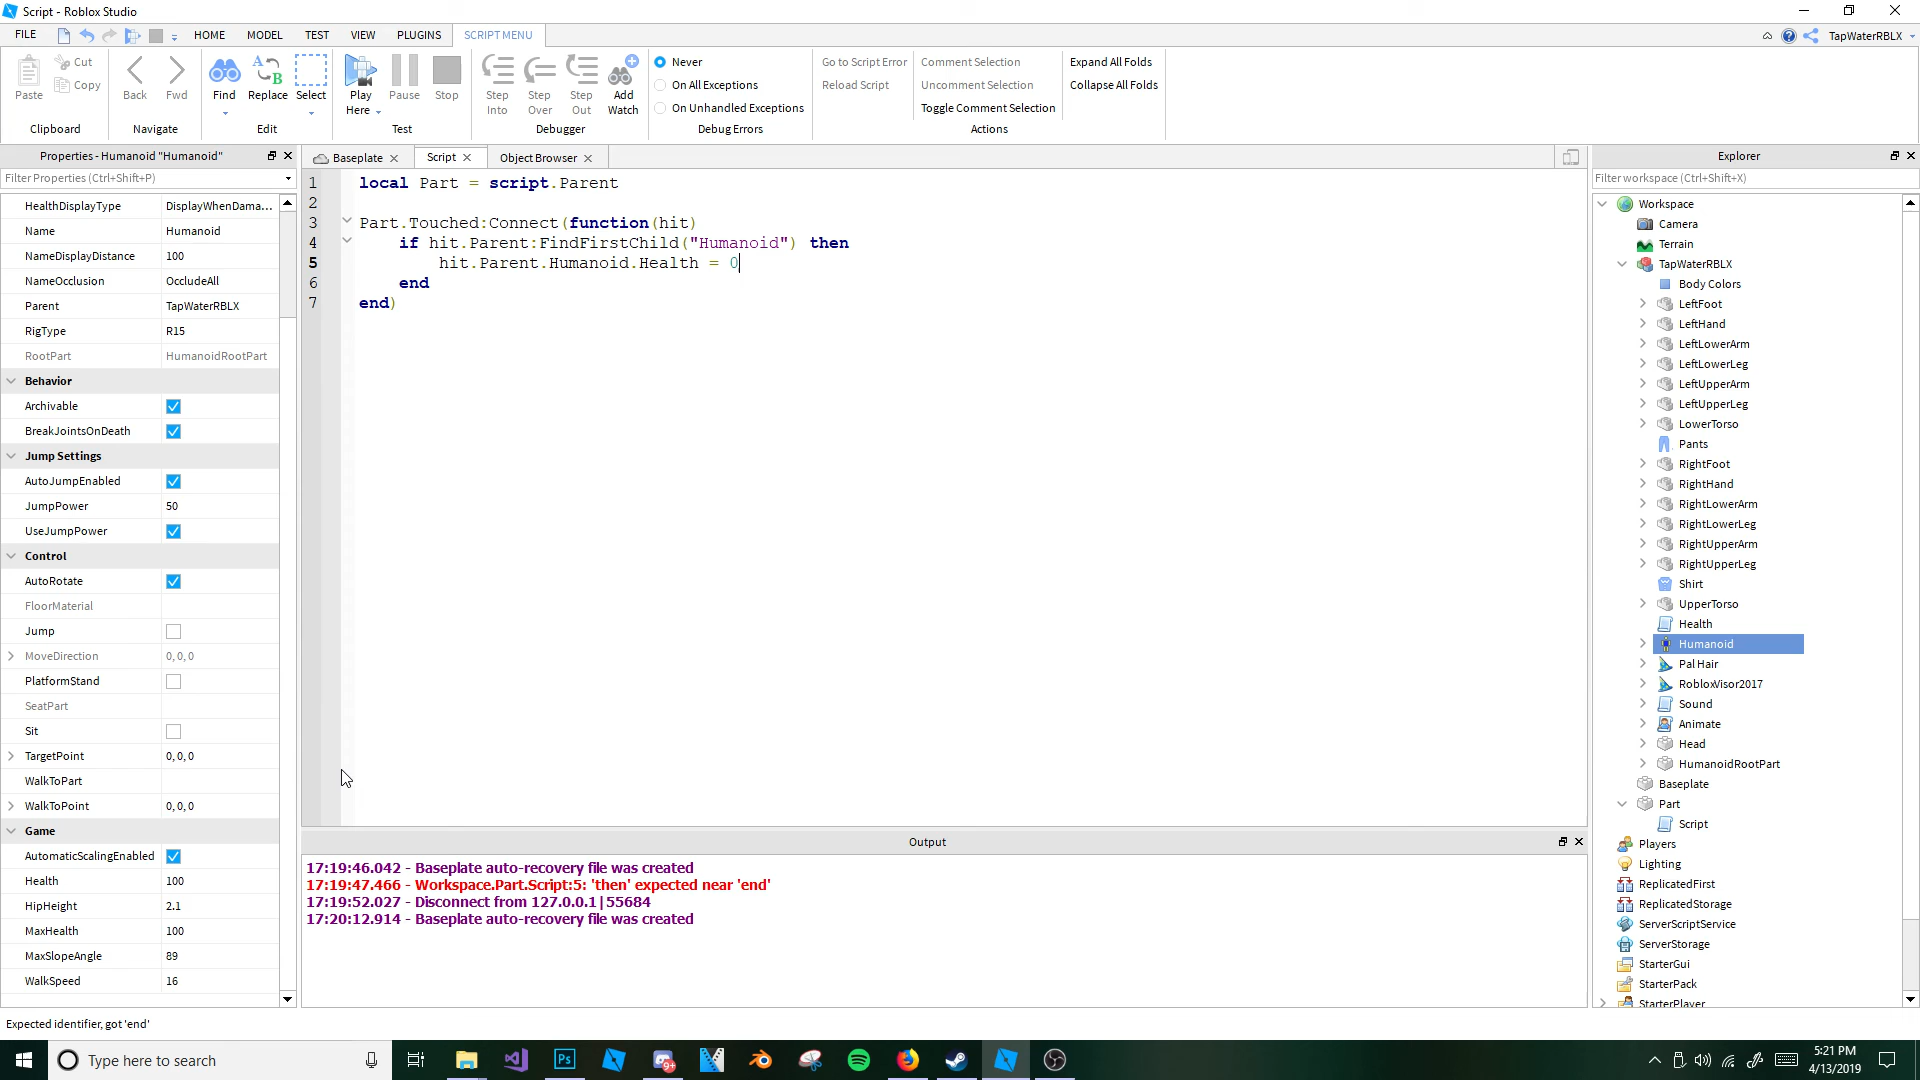 Script - Roblox Studio
FILE HOME MODEL TEST VIEW PLUGINS SCRIPT MENU TapWaterRBLX
Paste Cut Copy Back Fwd Find Replace Select Play Here Pause Stop Step Into Step Over Step Out Add Watch
Never
On All Exceptions
On Unhandled Exceptions
Go to Script Error
Reload Script
Comment Selection
Uncomment Selection
Toggle Comment Selection
Expand All Folds
Collapse All Folds
Clipboard Navigate Edit Test Debugger Debug Errors Actions
Properties - Humanoid "Humanoid"
Filter Properties (Ctrl+Shift+P)
HealthDisplayType DisplayWhenDama...
Name Humanoid
NameDisplayDistance 100
NameOcclusion OccludeAll
Parent TapWaterRBLX
RigType R15
RootPart HumanoidRootPart
Behavior
Archivable
BreakJointsOnDeath
Jump Settings
AutoJumpEnabled
JumpPower 50
UseJumpPower
Control
AutoRotate
FloorMaterial
Jump
MoveDirection 0, 0, 0
PlatformStand
SeatPart
Sit
TargetPoint 0, 0, 0
WalkToPart
WalkToPoint 0, 0, 0
Game
AutomaticScalingEnabled
Health 100
HipHeight 2.1
MaxHealth 100
MaxSlopeAngle 89
WalkSpeed 16
Baseplate Script Object Browser
1 local Part = script.Parent
2
3 Part.Touched:Connect(function(hit)
4 if hit.Parent:FindFirstChild("Humanoid") then
5 hit.Parent.Humanoid.Health = 0
6 end
7 end)
Output
17:19:46.042 - Baseplate auto-recovery file was created
17:19:47.466 - Workspace.Part.Script:5: 'then' expected near 'end'
17:19:52.027 - Disconnect from 127.0.0.1|55684
17:20:12.914 - Baseplate auto-recovery file was created
Explorer
Filter workspace (Ctrl+Shift+X)
Workspace
Camera
Terrain
TapWaterRBLX
Body Colors
LeftFoot
LeftHand
LeftLowerArm
LeftLowerLeg
LeftUpperArm
LeftUpperLeg
LowerTorso
Pants
RightFoot
RightHand
RightLowerArm
RightLowerLeg
RightUpperArm
RightUpperLeg
Shirt
UpperTorso
Health
Humanoid
Pal Hair
RobloxVisor2017
Sound
Animate
Head
HumanoidRootPart
Baseplate
Part
Script
Players
Lighting
ReplicatedFirst
ReplicatedStorage
ServerScriptService
ServerStorage
StarterGui
StarterPack
StarterPlayer
Expected identifier, got 'end'
Type here to search
Ps
9+
5:21 PM
4/13/2019